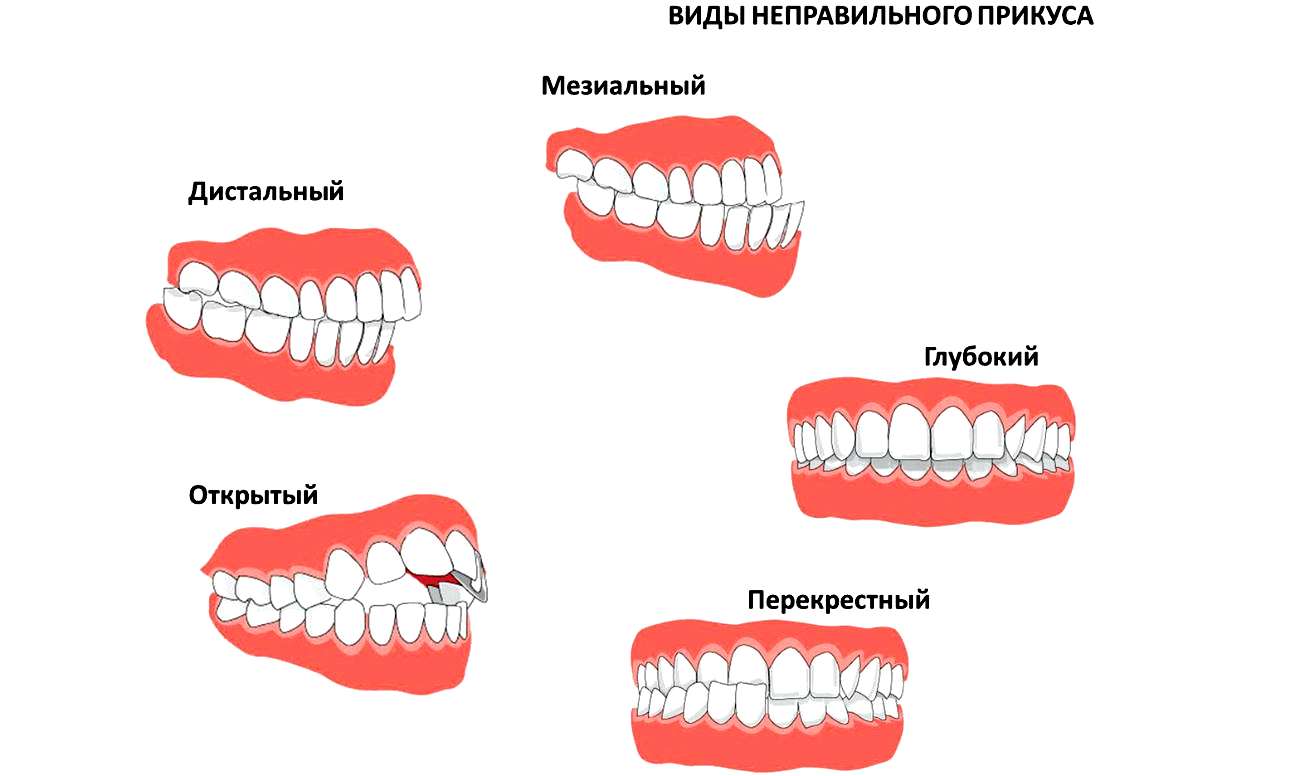 ВИДЫ НЕПРАВИЛЬНОГО ПРИКУСА
Мезиальный
Дистальный
Глубокий
Открытый
Перекрестный